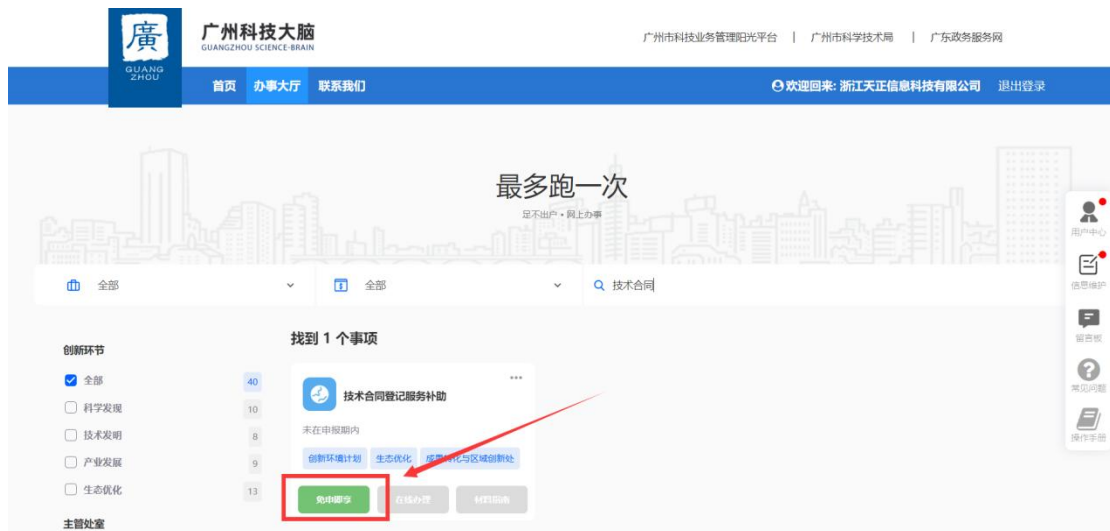 廣
GUANG
ZHOU
广州科技大脑
GUANGZHOU SCIENCE-BRAIN
广州市科技业务管理阳光平台 | 广州市科学技术局 | 广东政务服务网
首页 办事大厅 联系我们
欢迎回来: 浙江天正信息科技有限公司 退出登录
最多跑一次
足不出户·网上办事
全部 全部 技术合同
用户中心
信息维护
留言板
常见问题
操作手册
找到 1 个事项
创新环节
全部 40
科学发现 10
技术发明 8
产业发展 9
生态优化 13
主管处室
技术合同登记服务补助
未在申报期内
创新环境计划 生态优化 成果转化与区域创新处
免申即享 在线办理 材料指南